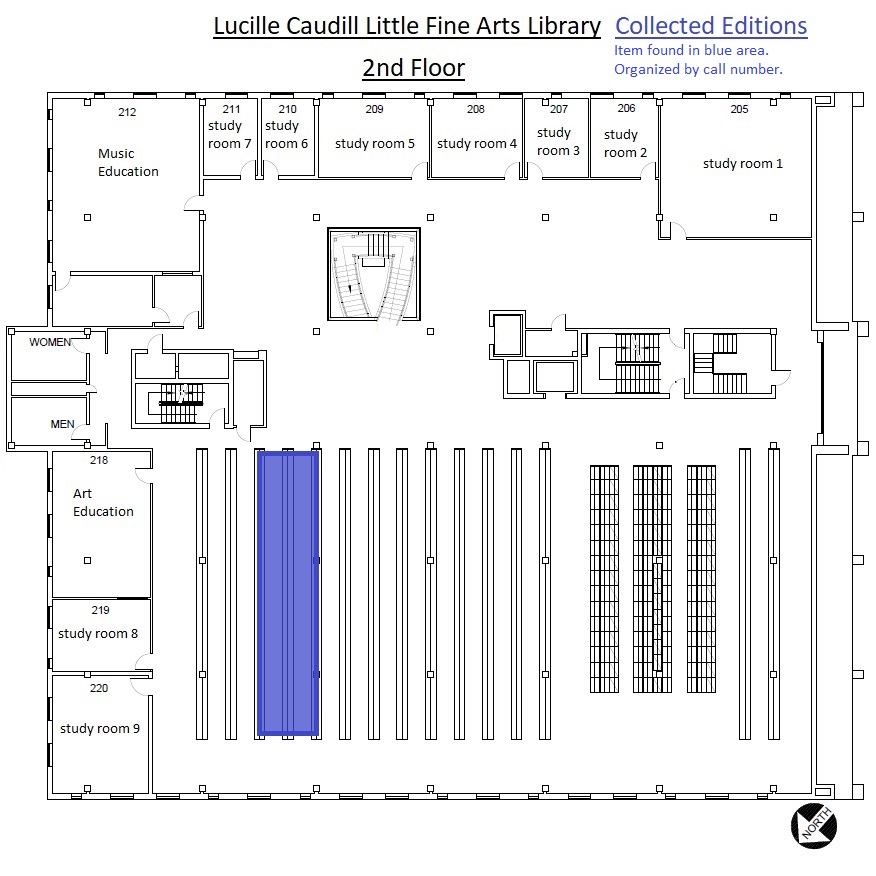 Lucille Caudill Little Fine Arts Library Collected Editions
Item found in blue area.
2nd Floor
Organized by call number.
212
Music
Education
211
study
room 7
210
study
room 6
209
study room 5
208
study room 4
207
study
room 3
206
study
room 2
205
study room 1
WOMEN
MEN
218
Art
Education
219
study room 8
220
study room 9
NORTH